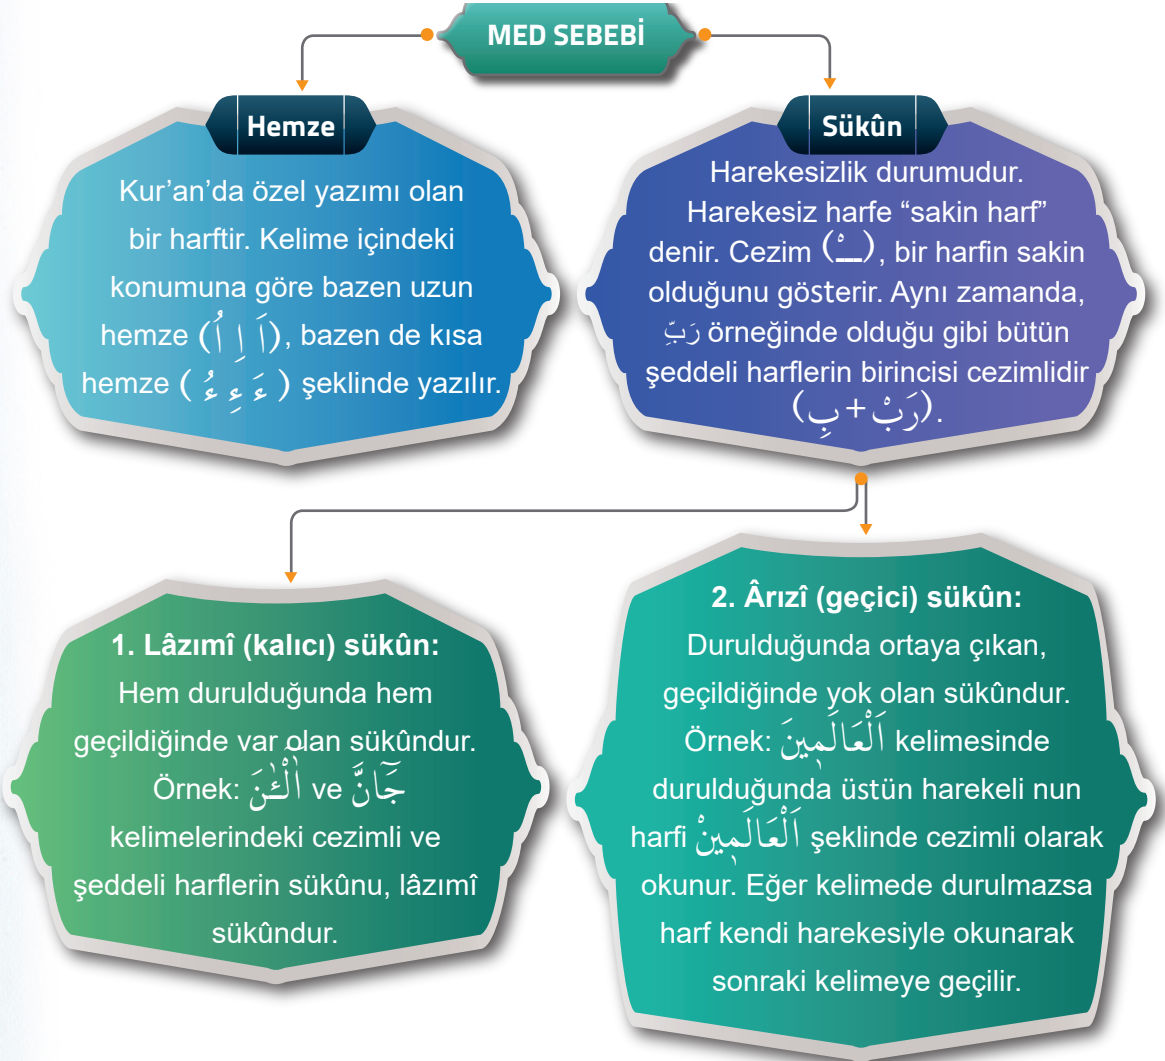 MED SEBEBİ
Hemze
Kur’an’da özel yazımı olan
bir harftir. Kelime içindeki
konumuna göre bazen uzun
hemze (اَ اِ اُ), bazen de kısa
hemze ( ءَ ءِ ءُ ) şeklinde yazılır.
Sükûn
Harekesizlik durumudur.
Harekesiz harfe “sakin harf”
denir. Cezim (ـْـ), bir harfin sakin
olduğunu gösterir. Aynı zamanda,
رَبِّ örneğinde olduğu gibi bütün
şeddeli harflerin birincisi cezimlidir
(رَبْ + بِ).
1. Lâzımî (kalıcı) sükûn:
Hem durulduğunda hem
geçildiğinde var olan sükûndur.
Örnek: آٰلْـٰٔنَ ve جَٓانَّ
kelimelerindeki cezimli ve
şeddeli harflerin sükûnu, lâzımî
sükûndur.
2. Ârızî (geçici) sükûn:
Durulduğunda ortaya çıkan,
geçildiğinde yok olan sükûndur.
Örnek: اَلْعَالَمٖينَ kelimesinde
durulduğunda üstün harekeli nun
harfi اَلْعَالَمٖينْ şeklinde cezimli olarak
okunur. Eğer kelimede durulmazsa
harf kendi harekesiyle okunarak
sonraki kelimeye geçilir.